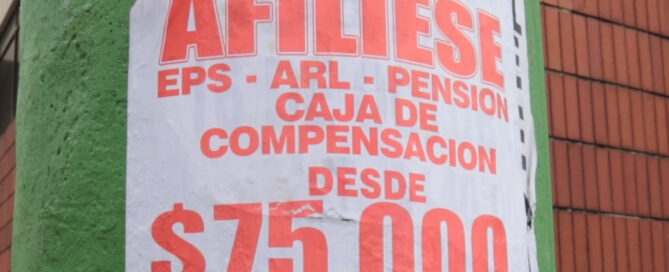 AFILIESE
EPS - ARL - PENSION
CAJA DE
COMPENSACION
DESDE
$75.000